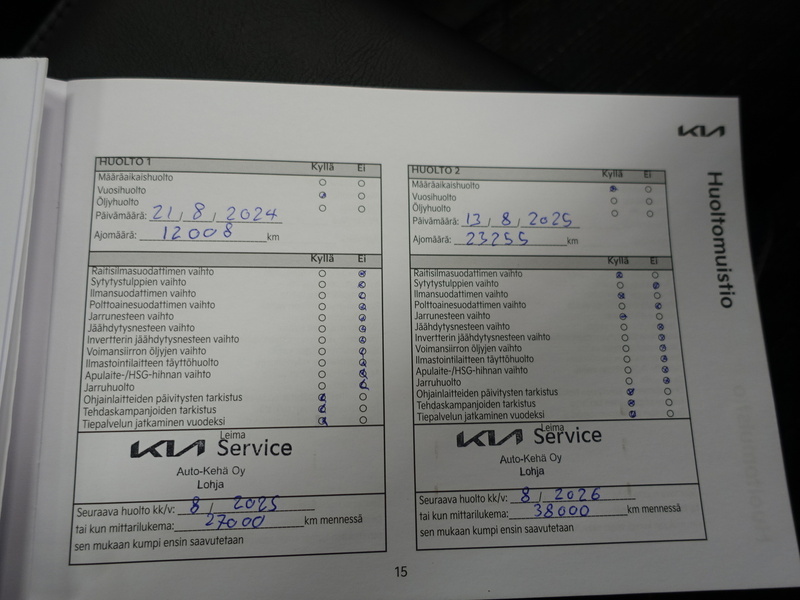 KIA
Huoltomuistio
HUOLTO 1 Kyllä Ei
Määräaikaishuolto
Vuosihuolto
Öljyhuolto
Päivämäärä: 21 / 8 / 2024
Ajomäärä: 12008 km
Kyllä Ei
Raitisilmasuodattimen vaihto
Sytytystulppien vaihto
Ilmansuodattimen vaihto
Polttoainesuodattimen vaihto
Jarrunesteen vaihto
Jäähdytysnesteen vaihto
Invertterin jäähdytysnesteen vaihto
Voimansiirron öljyjen vaihto
Ilmastointilaitteen täyttöhuolto
Apulaite-/HSG-hihnan vaihto
Jarruhuolto
Ohjainlaitteiden päivitysten tarkistus
Tehdaskampanjoiden tarkistus
Tiepalvelun jatkaminen vuodeksi
Leima
KIA Service
Auto-Kehä Oy
Lohja
Seuraava huolto kk/v: 8 / 2025
tai kun mittarilukema: 27000 km mennessä
sen mukaan kumpi ensin saavutetaan
HUOLTO 2 Kyllä Ei
Määräaikaishuolto
Vuosihuolto
Öljyhuolto
Päivämäärä: 13 / 8 / 2025
Ajomäärä: 23255 km
Kyllä Ei
Raitisilmasuodattimen vaihto
Sytytystulppien vaihto
Ilmansuodattimen vaihto
Polttoainesuodattimen vaihto
Jarrunesteen vaihto
Jäähdytysnesteen vaihto
Invertterin jäähdytysnesteen vaihto
Voimansiirron öljyjen vaihto
Ilmastointilaitteen täyttöhuolto
Apulaite-/HSG-hihnan vaihto
Jarruhuolto
Ohjainlaitteiden päivitysten tarkistus
Tehdaskampanjoiden tarkistus
Tiepalvelun jatkaminen vuodeksi
Leima
KIA Service
Auto-Kehä Oy
Lohja
Seuraava huolto kk/v: 8 / 2026
tai kun mittarilukema: 38000 km mennessä
sen mukaan kumpi ensin saavutetaan
15